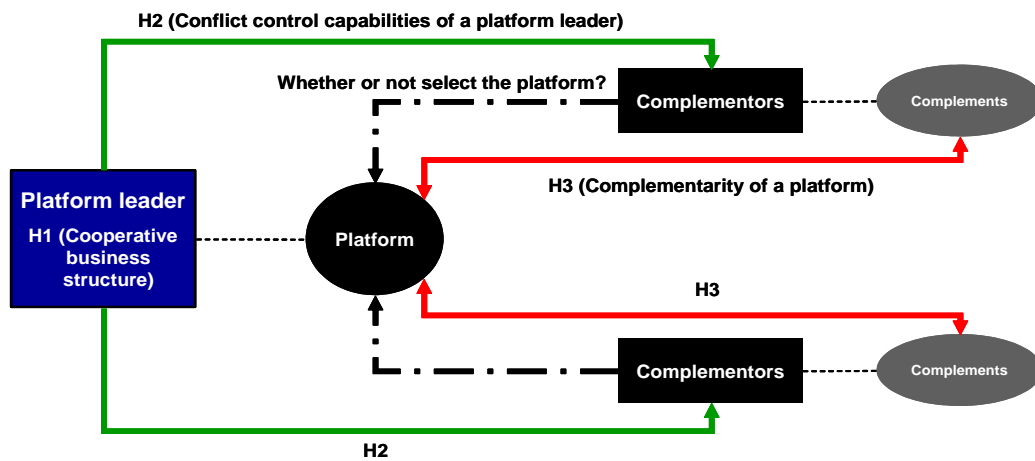 H2 (Conflict control capabilities of a platform leader)
Whether or not select the platform?
Complementors
Complements
H3 (Complementarity of a platform)
Platform leader
H1 (Cooperative
business
structure)
Platform
H3
Complementors
Complements
H2